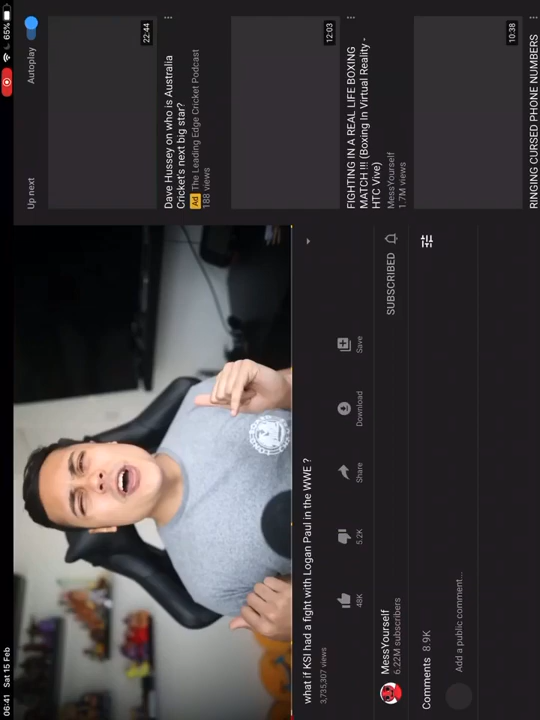 06:41 Sat 15 Feb
65%
what if KSI had a fight with Logan Paul in the WWE ?
3,735,307 views
48K
5.2K
Share
Download
Save
MessYourself
6.22M subscribers
SUBSCRIBED
Comments 8.9K
Add a public comment...
Up next
Autoplay
22:44
Dave Hussey on who is Australia
Cricket's next big star?
Ad The Leading Edge Cricket Podcast
188 views
12:03
FIGHTING IN A REAL LIFE BOXING
MATCH !!! (Boxing In Virtual Reality -
HTC Vive)
MessYourself
1.7M views
10:38
RINGING CURSED PHONE NUMBERS